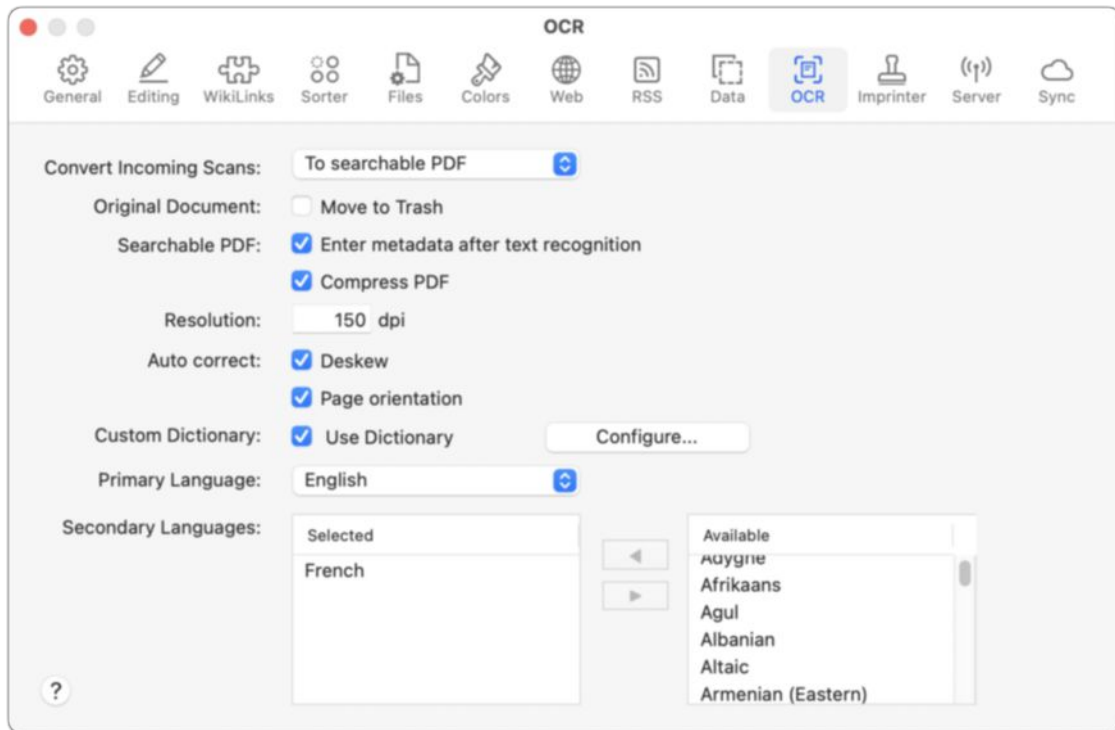 OCR
General Editing WikiLinks Sorter Files Colors Web RSS Data OCR Imprinter Server Sync
Convert Incoming Scans: To searchable PDF
Original Document: Move to Trash
Searchable PDF: Enter metadata after text recognition
Compress PDF
Resolution: 150 dpi
Auto correct: Deskew
Page orientation
Custom Dictionary: Use Dictionary Configure...
Primary Language: English
Secondary Languages: Selected Available
French Adyghe
Afrikaans
Agul
Albanian
Altaic
Armenian (Eastern)
?